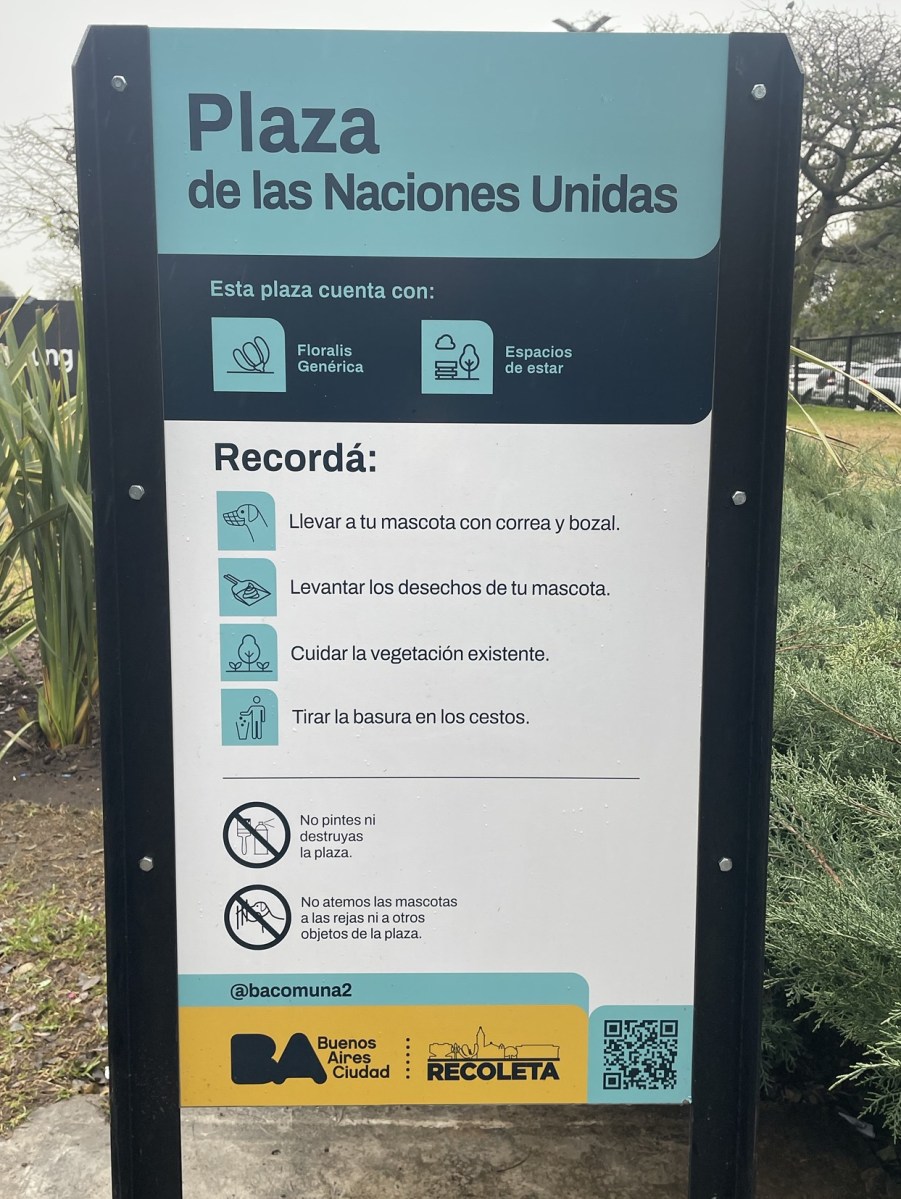 Plaza
de las Naciones Unidas
Esta plaza cuenta con:
Floralis
Genérica
Espacios
de estar
Recordá:
Llevar a tu mascota con correa y bozal.
Levantar los desechos de tu mascota.
Cuidar la vegetación existente.
Tirar la basura en los cestos.
No pintes ni
destruyas
la plaza.
No atemos las mascotas
a las rejas ni a otros
objetos de la plaza.
@bacomuna2
BA
Buenos
Aires
Ciudad
RECOLETA